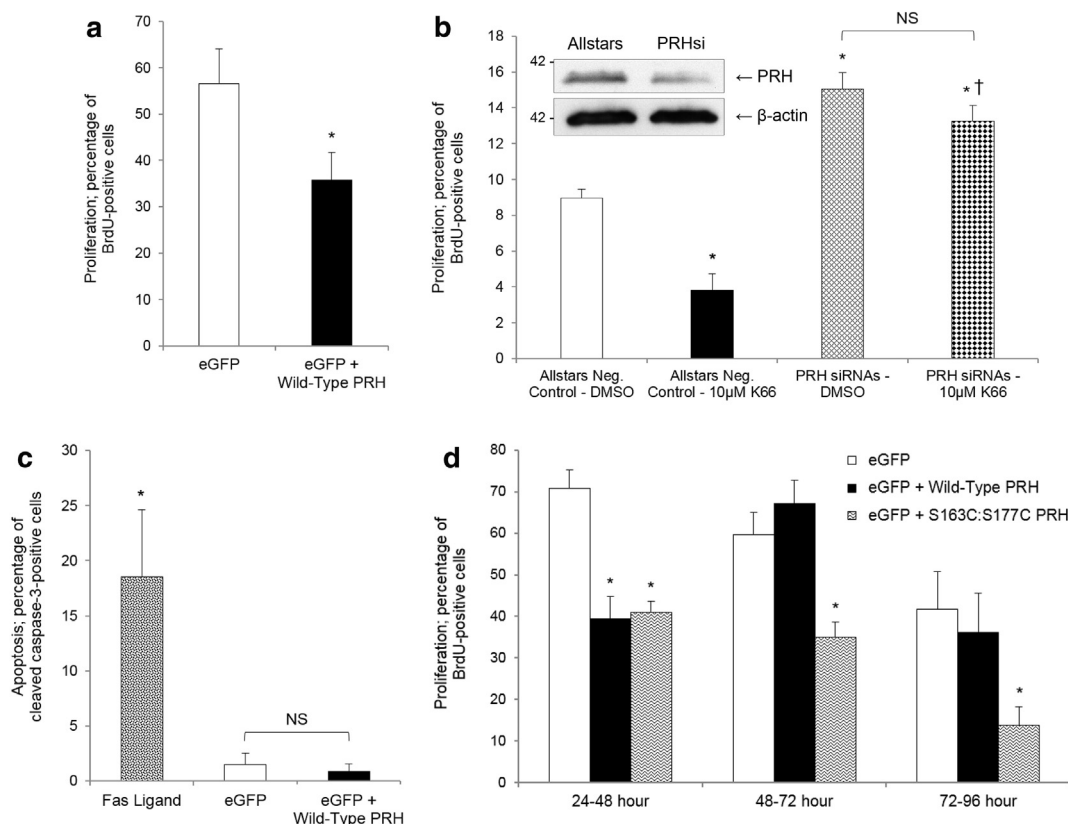 a
Proliferation; percentage of
BrdU-positive cells
70
60
50
40
30
20
10
0
*
eGFP
eGFP +
Wild-Type PRH
b
Proliferation; percentage of
BrdU-positive cells
18
16
14
12
10
8
6
4
2
0
Allstars PRHsi
42
← PRH
42
← β-actin
NS
*
*
*†
Allstars Neg.
Control - DMSO
Allstars Neg.
Control - 10µM K66
PRH siRNAs -
DMSO
PRH siRNAs -
10µM K66
c
Apoptosis; percentage of
cleaved caspase-3-positive cells
30
25
20
15
10
5
0
*
NS
Fas Ligand
eGFP
eGFP +
Wild-Type PRH
d
Proliferation; percentage of
BrdU-positive cells
80
70
60
50
40
30
20
10
0
eGFP
eGFP + Wild-Type PRH
eGFP + S163C:S177C PRH
* *
*
*
24-48 hour
48-72 hour
72-96 hour